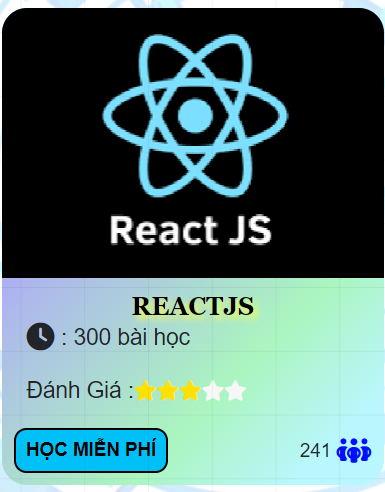 React JS
REACTJS
: 300 bài học
Đánh Giá :
HỌC MIỄN PHÍ
241